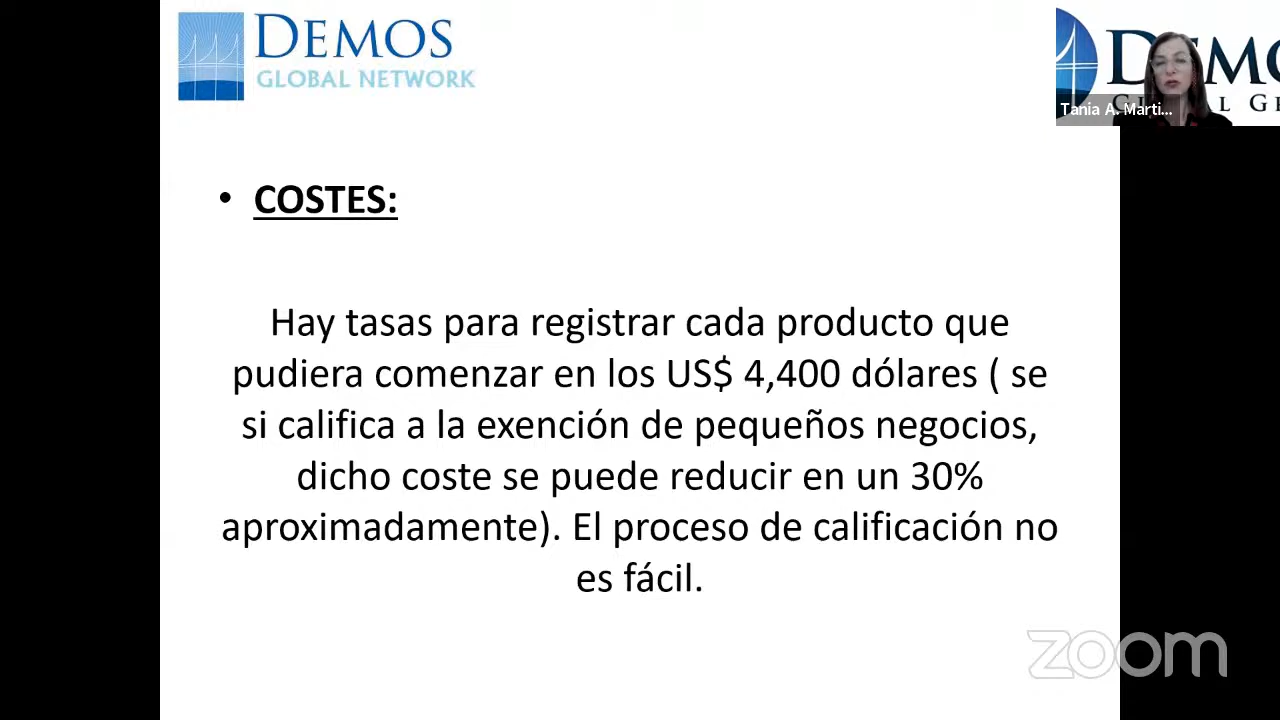 DEMOS
GLOBAL NETWORK
Tania A. Marti...
• COSTES:
Hay tasas para registrar cada producto que
pudiera comenzar en los US$ 4,400 dólares ( se
si califica a la exención de pequeños negocios,
dicho coste se puede reducir en un 30%
aproximadamente). El proceso de calificación no
es fácil.
zoom